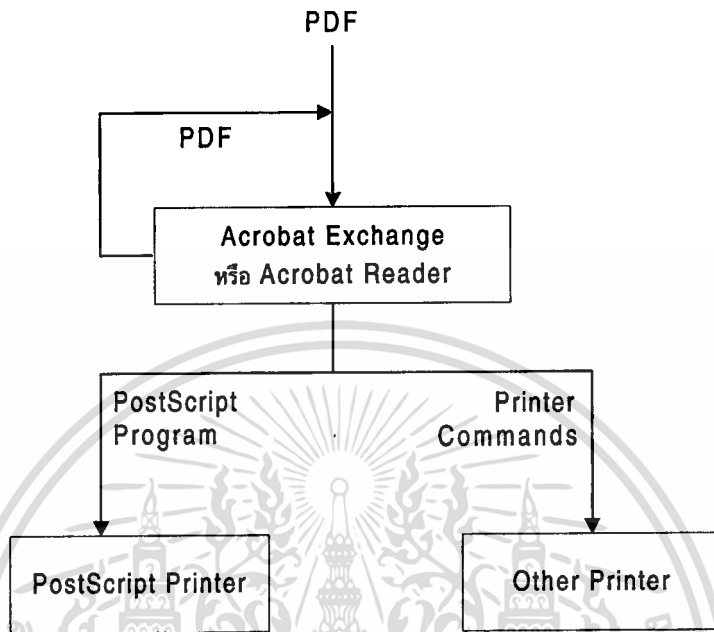 PDF
PDF
Acrobat Exchange
หรือ Acrobat Reader
PostScript
Program
Printer
Commands
PostScript Printer
Other Printer